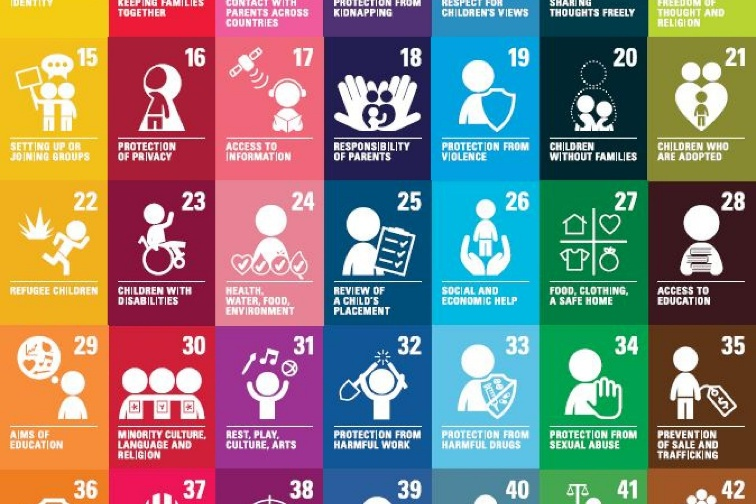 IDENTITY
KEEPING FAMILIES
TOGETHER
CONTACT WITH
PARENTS ACROSS
COUNTRIES
PROTECTION FROM
KIDNAPPING
RESPECT FOR
CHILDREN'S VIEWS
SHARING
THOUGHTS FREELY
FREEDOM OF
THOUGHT AND
RELIGION
15
SETTING UP OR
JOINING GROUPS
16
PROTECTION
OF PRIVACY
17
ACCESS TO
INFORMATION
18
RESPONSIBILITY
OF PARENTS
19
PROTECTION FROM
VIOLENCE
20
CHILDREN
WITHOUT FAMILIES
21
CHILDREN WHO
ARE ADOPTED
22
REFUGEE CHILDREN
23
CHILDREN WITH
DISABILITIES
24
HEALTH,
WATER, FOOD,
ENVIRONMENT
25
REVIEW OF
A CHILD'S
PLACEMENT
26
SOCIAL AND
ECONOMIC HELP
27
FOOD, CLOTHING,
A SAFE HOME
28
ACCESS TO
EDUCATION
29
AIMS OF
EDUCATION
30
MINORITY CULTURE,
LANGUAGE AND
RELIGION
31
REST, PLAY,
CULTURE, ARTS
32
PROTECTION FROM
HARMFUL WORK
33
PROTECTION FROM
HARMFUL DRUGS
34
PROTECTION FROM
SEXUAL ABUSE
35
PREVENTION
OF SALE AND
TRAFFICKING
36
37
38
39
40
41
42